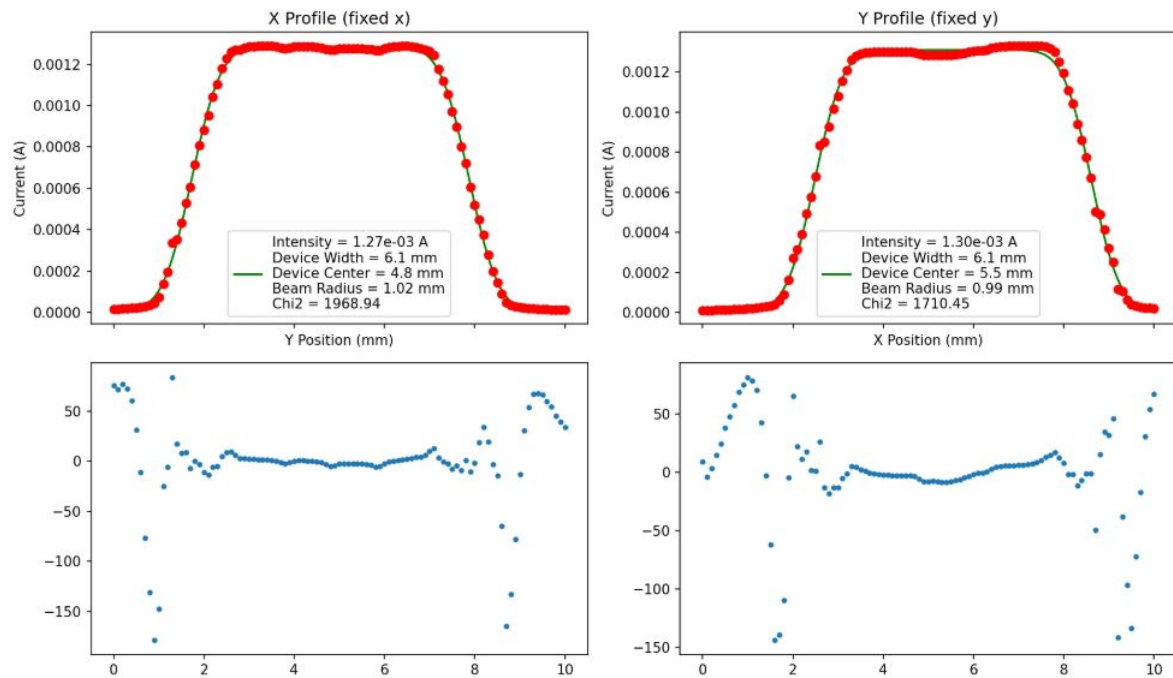 X Profile (fixed x)
Current (A)
0.0012
0.0010
0.0008
0.0006
0.0004
0.0002
0.0000
Intensity = 1.27e-03 A
Device Width = 6.1 mm
Device Center = 4.8 mm
Beam Radius = 1.02 mm
Chi2 = 1968.94
Y Position (mm)
Y Profile (fixed y)
Current (A)
0.0012
0.0010
0.0008
0.0006
0.0004
0.0002
0.0000
Intensity = 1.30e-03 A
Device Width = 6.1 mm
Device Center = 5.5 mm
Beam Radius = 0.99 mm
Chi2 = 1710.45
X Position (mm)
50
0
−50
−100
−150
0 2 4 6 8 10
50
0
−50
−100
−150
0 2 4 6 8 10